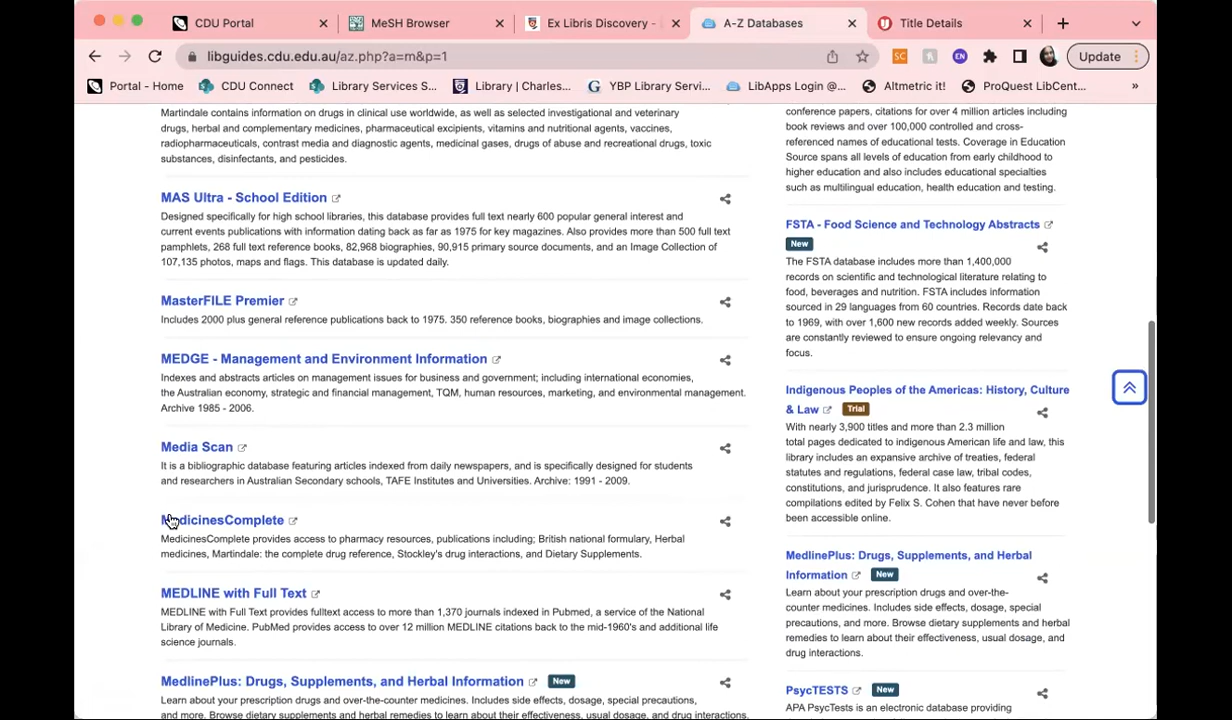 CDU Portal
MeSH Browser
Ex Libris Discovery -
A-Z Databases
Title Details
libguides.cdu.edu.au/az.php?a=m&p=1
SC
EN
Update
Portal - Home
CDU Connect
Library Services S...
Library | Charles...
YBP Library Servi...
LibApps Login @...
Altmetric it!
ProQuest LibCent...
»
Martindale contains information on drugs in clinical use worldwide, as well as selected investigational and veterinary
drugs, herbal and complementary medicines, pharmaceutical excipients, vitamins and nutritional agents, vaccines,
radiopharmaceuticals, contrast media and diagnostic agents, medicinal gases, drugs of abuse and recreational drugs, toxic
substances, disinfectants, and pesticides.
MAS Ultra - School Edition
Designed specifically for high school libraries, this database provides full text nearly 600 popular general interest and
current events publications with information dating back as far as 1975 for key magazines. Also provides more than 500 full text
pamphlets, 268 full text reference books, 82,968 biographies, 90,915 primary source documents, and an Image Collection of
107,135 photos, maps and flags. This database is updated daily.
MasterFILE Premier
Includes 2000 plus general reference publications back to 1975. 350 reference books, biographies and image collections.
MEDGE - Management and Environment Information
Indexes and abstracts articles on management issues for business and government; including international economies,
the Australian economy, strategic and financial management, TQM, human resources, marketing, and environmental management.
Archive 1985 - 2006.
Media Scan
It is a bibliographic database featuring articles indexed from daily newspapers, and is specifically designed for students
and researchers in Australian Secondary schools, TAFE Institutes and Universities. Archive: 1991 - 2009.
MedicinesComplete
MedicinesComplete provides access to pharmacy resources, publications including; British national formulary, Herbal
medicines, Martindale: the complete drug reference, Stockley's drug interactions, and Dietary Supplements.
MEDLINE with Full Text
MEDLINE with Full Text provides fulltext access to more than 1,370 journals indexed in Pubmed, a service of the National
Library of Medicine. PubMed provides access to over 12 million MEDLINE citations back to the mid-1960's and additional life
science journals.
MedlinePlus: Drugs, Supplements, and Herbal Information New
Learn about your prescription drugs and over-the-counter medicines. Includes side effects, dosage, special precautions,
and more. Browse dietary supplements and herbal remedies to learn about their effectiveness, usual dosage, and drug interactions.
conference papers, citations for over 4 million articles including
book reviews and over 100,000 controlled and cross-
referenced names of educational tests. Coverage in Education
Source spans all levels of education from early childhood to
higher education and also includes educational specialties
such as multilingual education, health education and testing.
FSTA - Food Science and Technology Abstracts
New
The FSTA database includes more than 1,400,000
records on scientific and technological literature relating to
food, beverages and nutrition. FSTA includes information
sourced in 29 languages from 60 countries. Records date back
to 1969, with over 1,600 new records added weekly. Sources
are constantly reviewed to ensure ongoing relevancy and
focus.
Indigenous Peoples of the Americas: History, Culture
& Law Trial
With nearly 3,900 titles and more than 2.3 million
total pages dedicated to indigenous American life and law, this
library includes an expansive archive of treaties, federal
statutes and regulations, federal case law, tribal codes,
constitutions, and jurisprudence. It also features rare
compilations edited by Felix S. Cohen that have never before
been accessible online.
MedlinePlus: Drugs, Supplements, and Herbal
Information New
Learn about your prescription drugs and over-the-
counter medicines. Includes side effects, dosage, special
precautions, and more. Browse dietary supplements and herbal
remedies to learn about their effectiveness, usual dosage, and
drug interactions.
PsycTESTS New
APA PsycTests is an electronic database providing